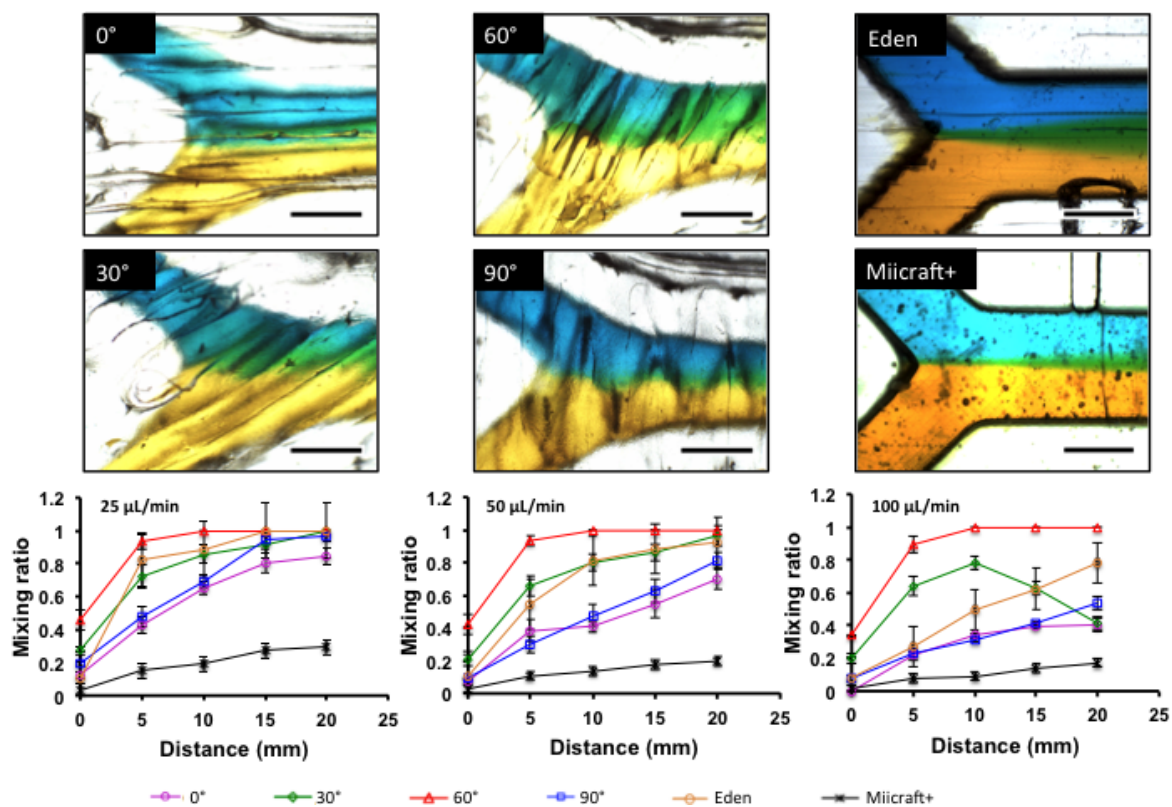 0°
60°
Eden
30°
90°
Miicraft+
1.2
1
0.8
0.6
0.4
0.2
0
25 µL/min
Mixing ratio
0 5 10 15 20 25
Distance (mm)
1.2
1
0.8
0.6
0.4
0.2
0
50 µL/min
Mixing ratio
0 5 10 15 20 25
Distance (mm)
1.2
1
0.8
0.6
0.4
0.2
0
100 µL/min
Mixing ratio
0 5 10 15 20 25
Distance (mm)
0° 30° 60° 90° Eden Miicraft+